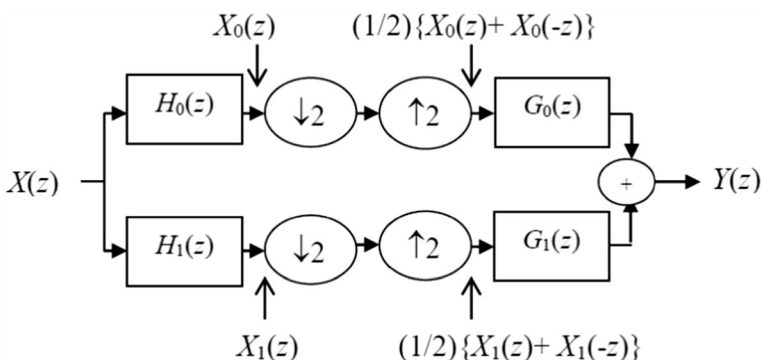 X₀(z) (1/2){X₀(z)+ X₀(-z)}
H₀(z) ↓2 ↑2 G₀(z)
X(z) + Y(z)
H₁(z) ↓2 ↑2 G₁(z)
X₁(z) (1/2){X₁(z)+ X₁(-z)}